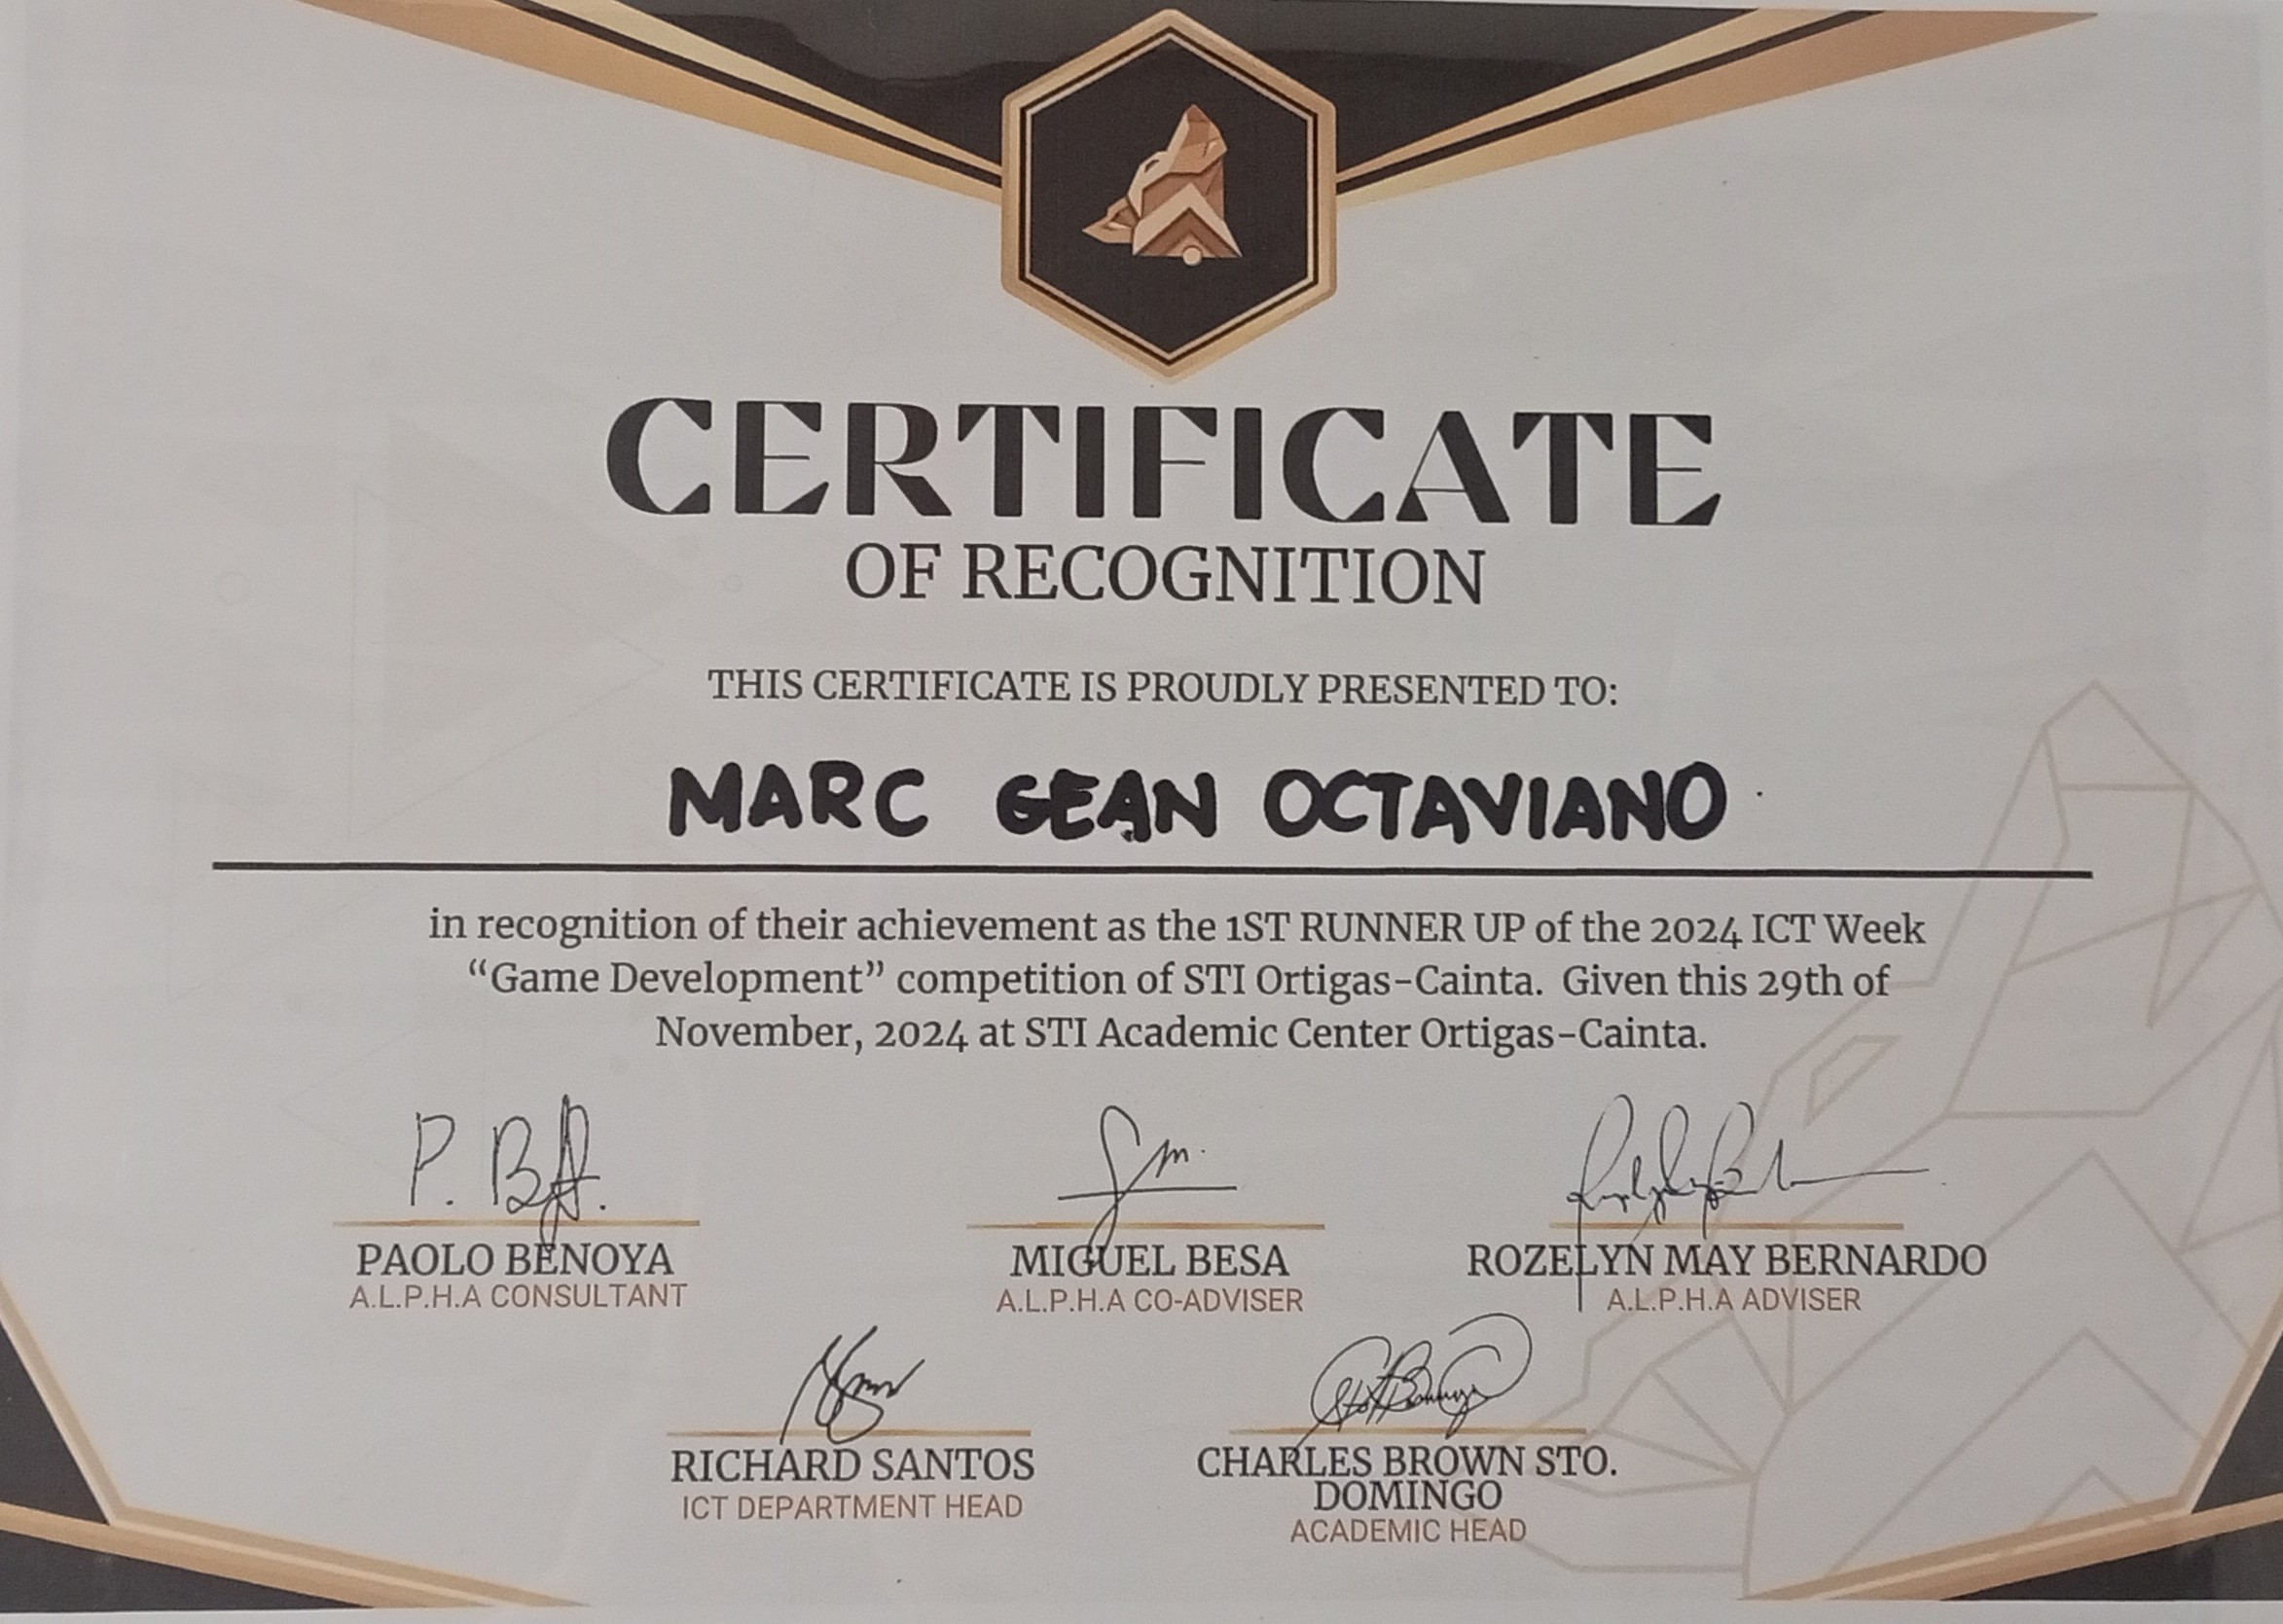 CERTIFICATE
OF RECOGNITION
THIS CERTIFICATE IS PROUDLY PRESENTED TO:
MARC GEAN OCTAVIANO
in recognition of their achievement as the 1ST RUNNER UP of the 2024 ICT Week
“Game Development” competition of STI Ortigas-Cainta. Given this 29th of
November, 2024 at STI Academic Center Ortigas-Cainta.
PAOLO BENOYA
A.L.P.H.A CONSULTANT
MIGUEL BESA
A.L.P.H.A CO-ADVISER
ROZELYN MAY BERNARDO
A.L.P.H.A ADVISER
RICHARD SANTOS
ICT DEPARTMENT HEAD
CHARLES BROWN STO.
DOMINGO
ACADEMIC HEAD